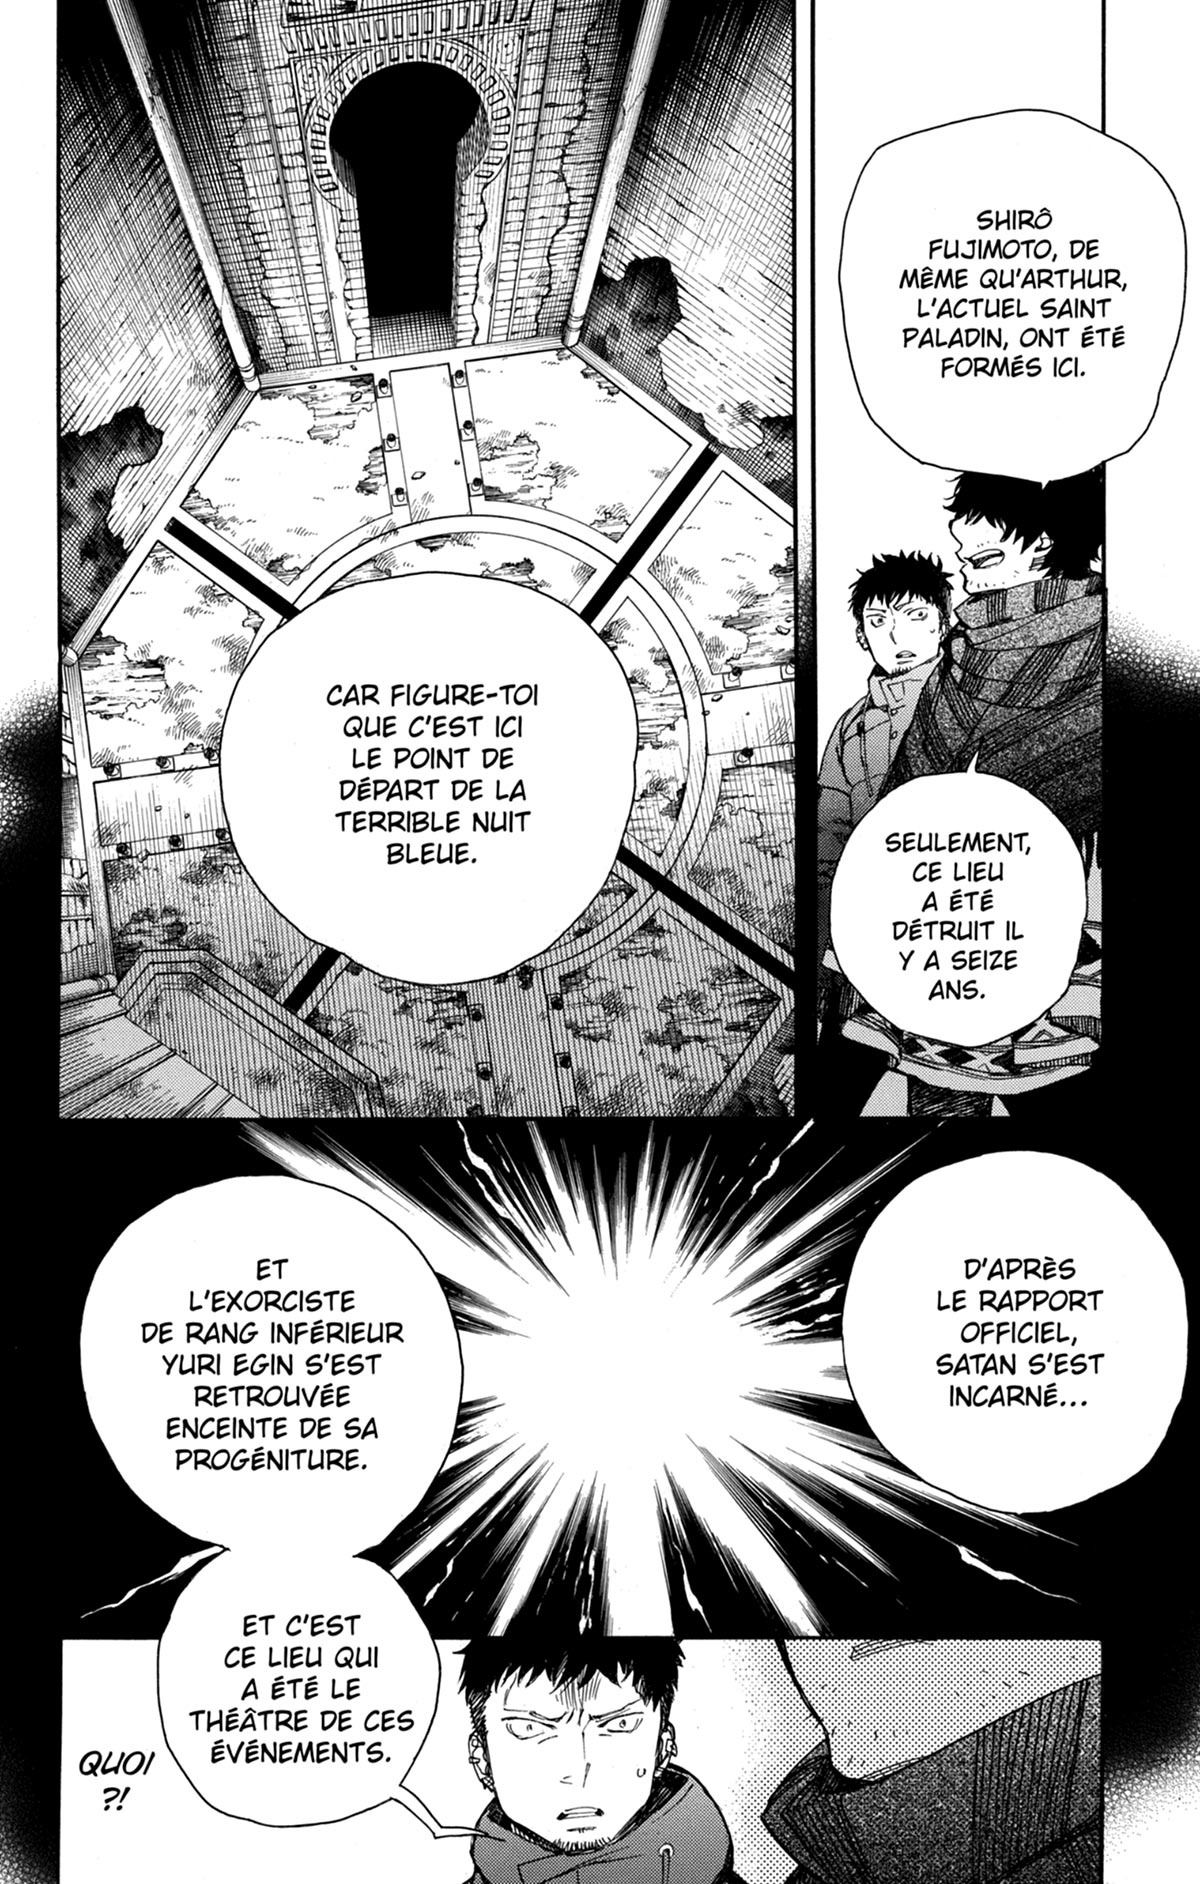 SHIRÔ
FUJIMOTO, DE
MÊME QU'ARTHUR,
L'ACTUEL SAINT
PALADIN, ONT ÉTÉ
FORMÉS ICI.
SEULEMENT,
CE LIEU
A ÉTÉ
DÉTRUIT IL
Y A SEIZE
ANS.
CAR FIGURE-TOI
QUE C'EST ICI
LE POINT DE
DÉPART DE LA
TERRIBLE NUIT
BLEUE.
D'APRÈS
LE RAPPORT
OFFICIEL,
SATAN S'EST
INCARNÉ...
ET
L'EXORCISTE
DE RANG INFÉRIEUR
YURI EGIN S'EST
RETROUVÉE
ENCEINTE DE SA
PROGÉNITURE.
ET C'EST
CE LIEU QUI
A ÉTÉ LE
THÉÂTRE DE CES
ÉVÉNEMENTS.
QUOI
?!